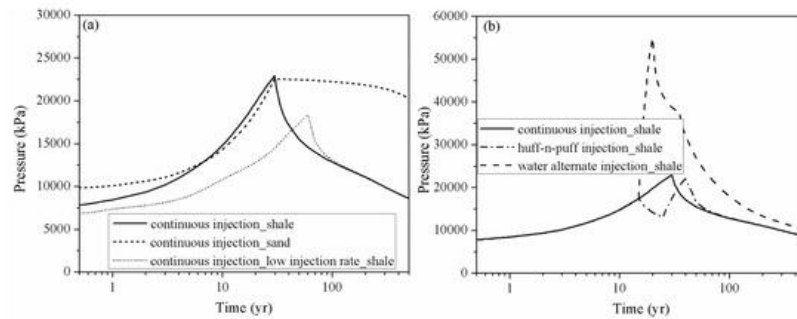 (a)
Pressure (kPa)
30000
25000
20000
15000
10000
5000
0
continuous injection_shale
continuous injection_sand
continuous injection_low injection rate_shale
1
10
100
Time (yr)
(b)
Pressure (kPa)
60000
50000
40000
30000
20000
10000
0
continuous injection_shale
huff-n-puff injection_shale
water alternate injection_shale
1
10
100
Time (yr)